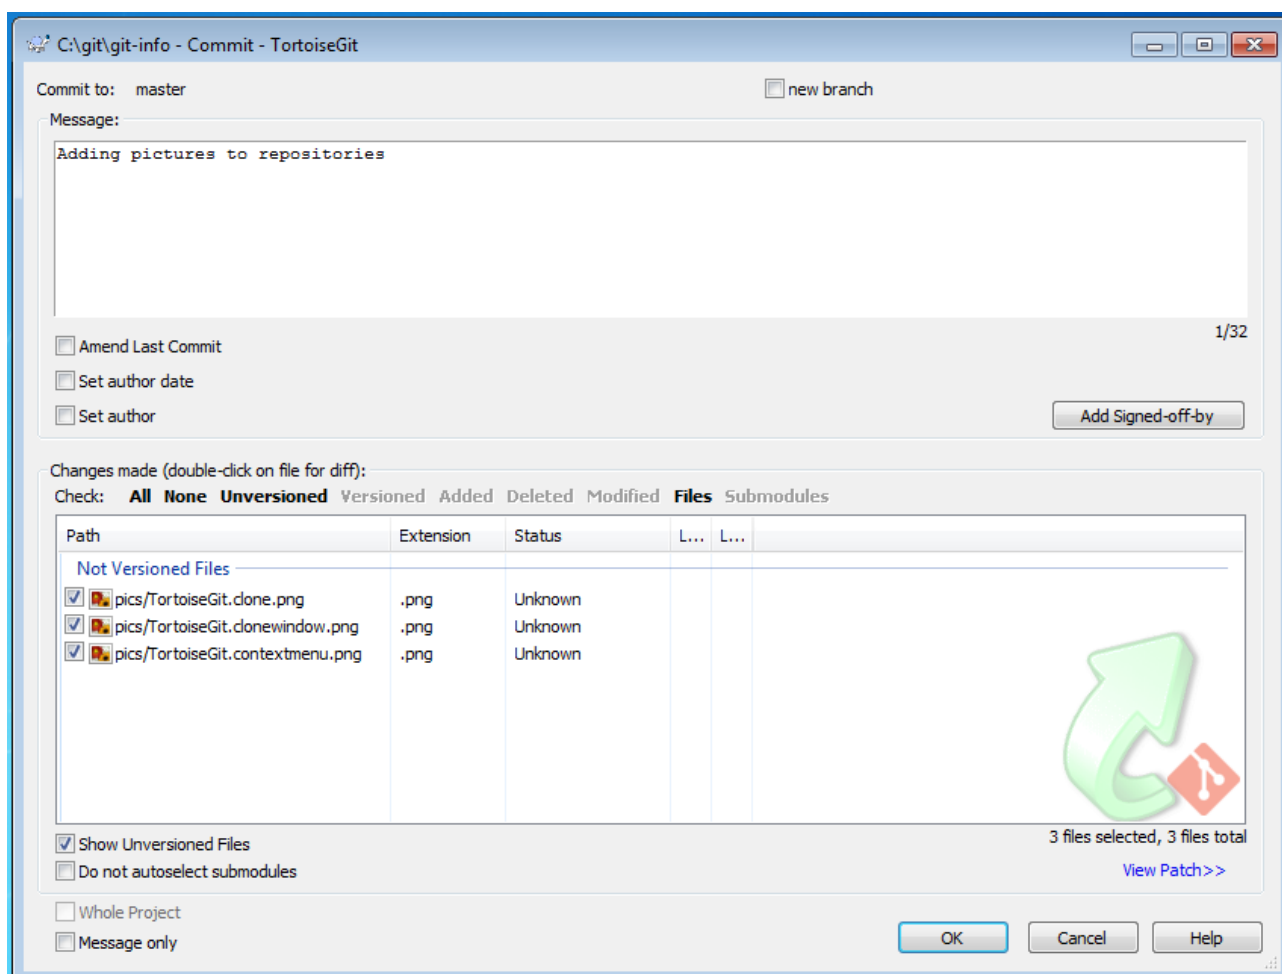 C:\git\git-info - Commit - TortoiseGit
Commit to: master new branch
Message:
Adding pictures to repositories
1/32
Amend Last Commit
Set author date
Set author Add Signed-off-by
Changes made (double-click on file for diff):
Check: All None Unversioned Versioned Added Deleted Modified Files Submodules
Path Extension Status L... L...
Not Versioned Files
pics/TortoiseGit.clone.png .png Unknown
pics/TortoiseGit.clonewindow.png .png Unknown
pics/TortoiseGit.contextmenu.png .png Unknown
Show Unversioned Files 3 files selected, 3 files total
Do not autoselect submodules View Patch>>
Whole Project
Message only OK Cancel Help